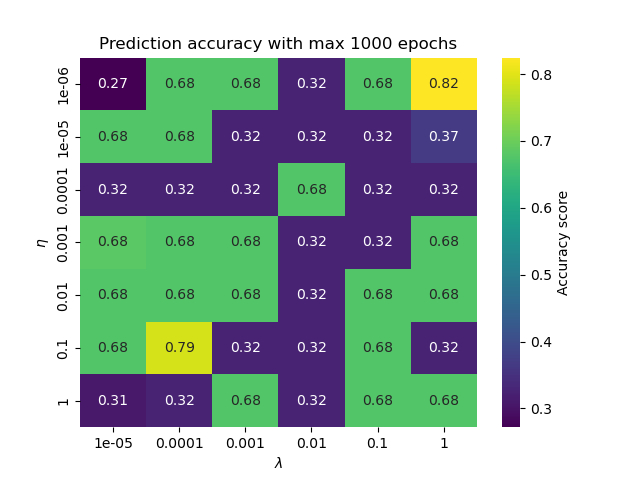 Prediction accuracy with max 1000 epochs
1e-06 0.27 0.68 0.68 0.32 0.68 0.82
1e-05 0.68 0.68 0.32 0.32 0.32 0.37
0.0001 0.32 0.32 0.32 0.68 0.32 0.32
0.001 0.68 0.68 0.68 0.32 0.32 0.68
0.01 0.68 0.68 0.68 0.32 0.68 0.68
0.1 0.68 0.79 0.32 0.32 0.68 0.32
1 0.31 0.32 0.68 0.32 0.68 0.68
1e-05 0.0001 0.001 0.01 0.1 1
λ
η
0.8
0.7
0.6
0.5
0.4
0.3
Accuracy score